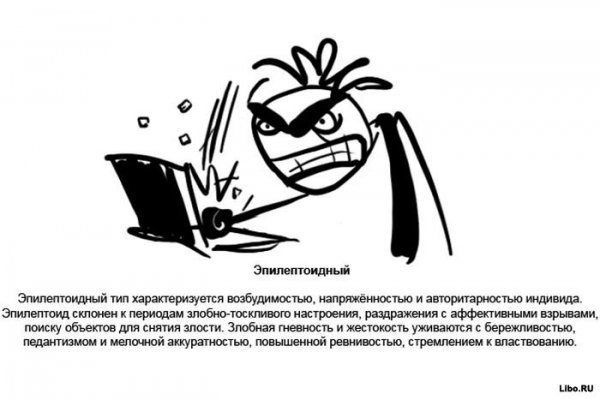 Эпилептоидный
Эпилептоидный тип характеризуется возбудимостью, напряжённостью и авторитарностью индивида.
Эпилептоид склонен к периодам злобно-тоскливого настроения, раздражения с аффективными взрывами,
поиску объектов для снятия злости. Злобная гневность и жестокость уживаются с бережливостью,
педантизмом и мелочной аккуратностью, повышенной ревнивостью, стремлением к властвованию.
Libo.RU